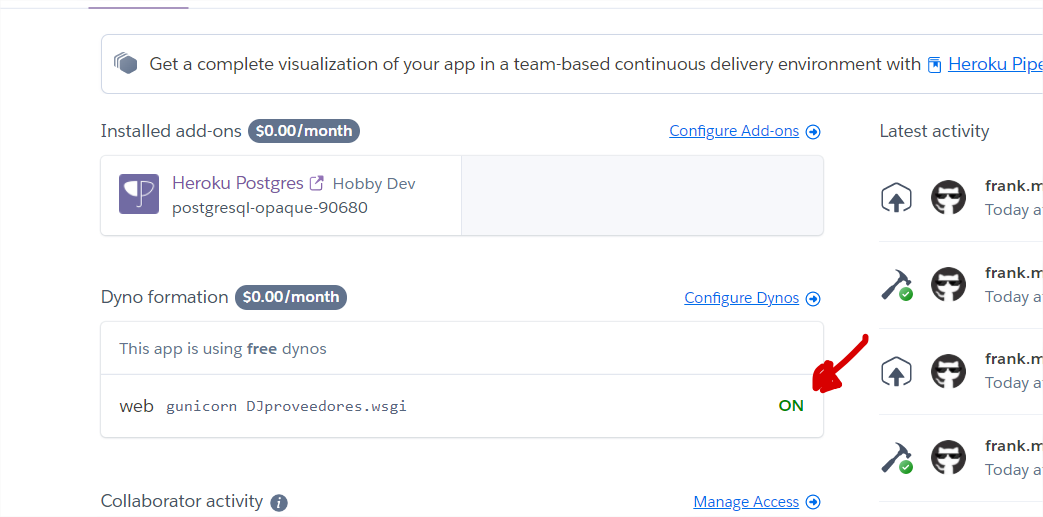 Get a complete visualization of your app in a team-based continuous delivery environment with Heroku Pipe
Installed add-ons $0.00/month Configure Add-ons
Heroku Postgres Hobby Dev
postgresql-opaque-90680
Dyno formation $0.00/month Configure Dynos
This app is using free dynos
web gunicorn DJproveedores.wsgi ON
Collaborator activity Manage Access
Latest activity
frank.m
Today a
frank.m
Today a
frank.m
Today a
frank.m
Today a